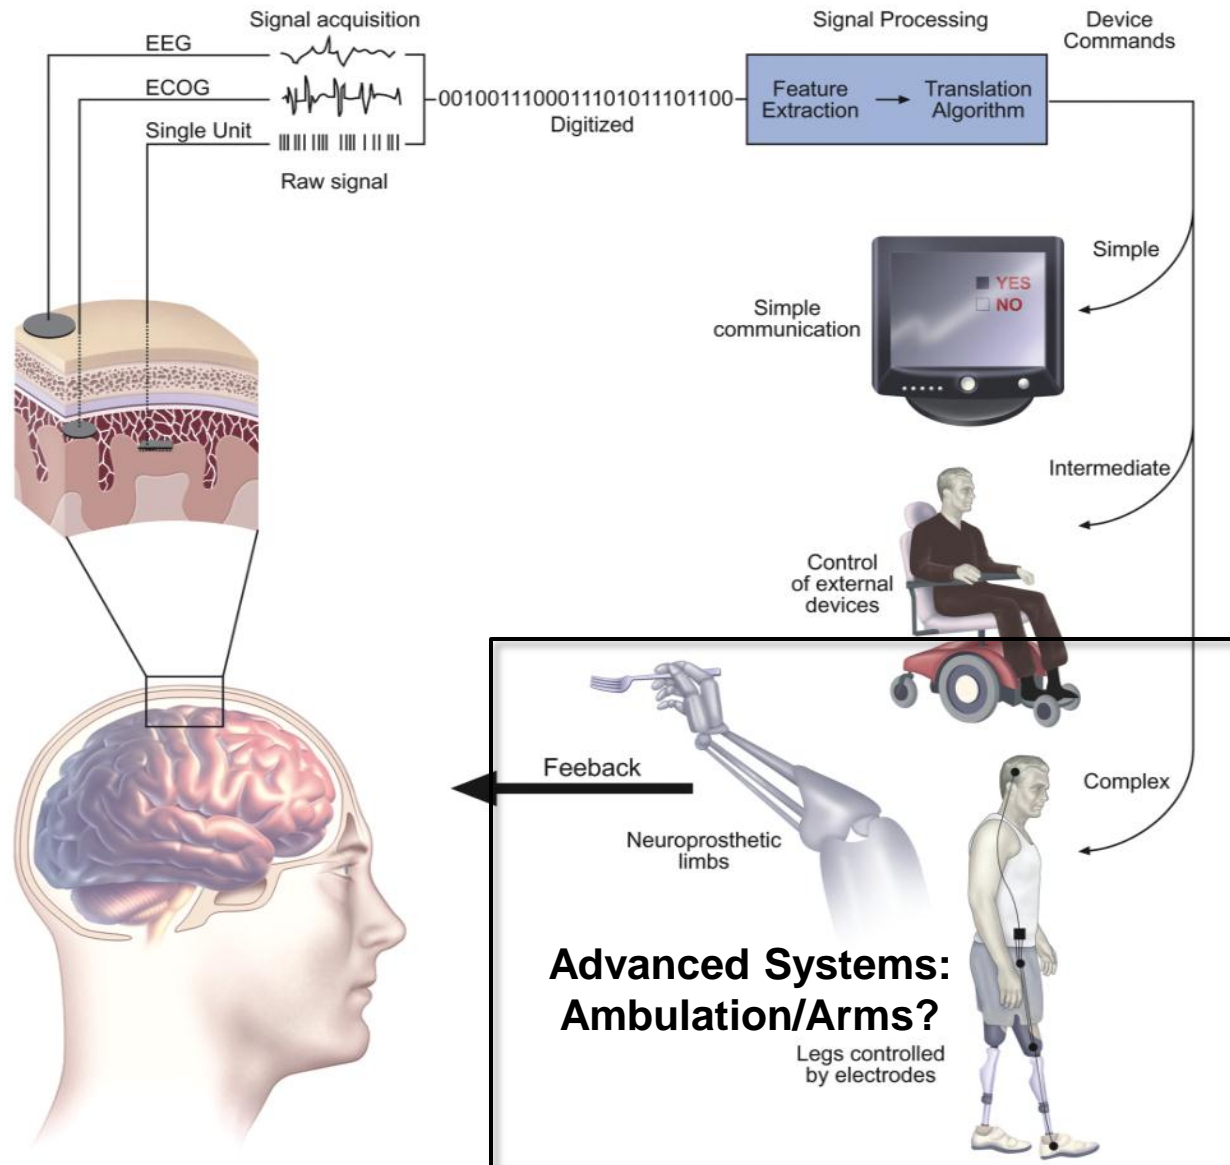 Signal acquisition
EEG
ECOG
Single Unit
Raw signal
001001110001110101110​1100
Digitized
Signal Processing
Feature
Extraction
Translation
Algorithm
Device
Commands
Simple
YES
NO
Simple
communication
Intermediate
Control
of external
devices
Feeback
Complex
Neuroprosthetic
limbs
Advanced Systems:
Ambulation/Arms?
Legs controlled
by electrodes